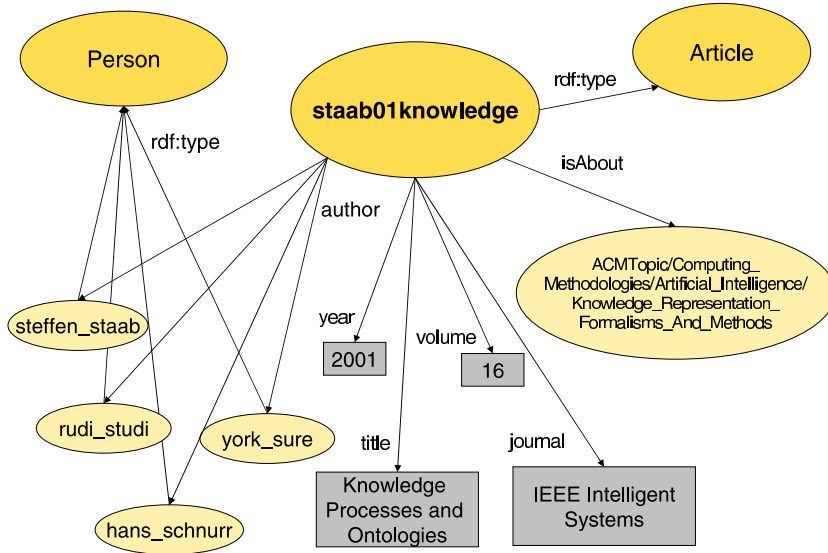 Person
Article
rdf:type
staab01knowledge
rdf:type
isAbout
author
ACMTopic/Computing_
Methodologies/Artificial_Intelligence/
Knowledge_Representation_
Formalisms_And_Methods
steffen_staab
year
volume
2001
16
rudi_studi
york_sure
title
journal
Knowledge
Processes and
Ontologies
IEEE Intelligent
Systems
hans_schnurr